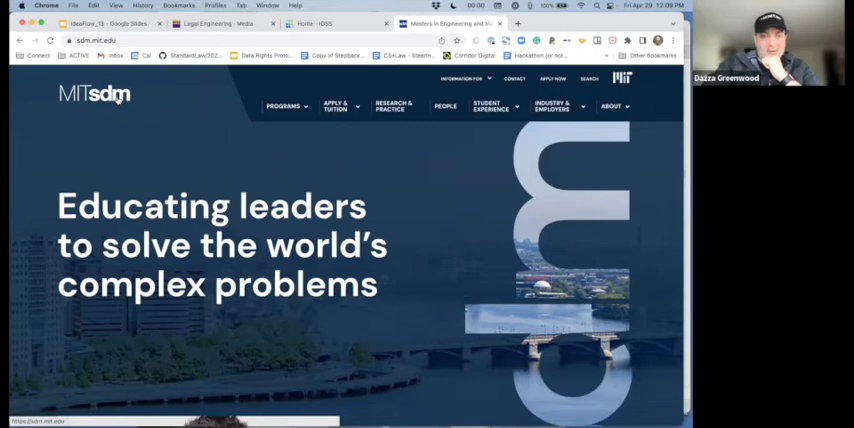 Chrome File Edit View History Bookmarks Profiles Tab Window Help 00:00 100% Fri Apr 29 12:09 PM
IdeaFlow_13 - Google Slides Legal Engineering - Media Home - IDSS Masters in Engineering and M
sdm.mit.edu
Connect ACTIVE Inbox Cal StandardLaw/202... Data Rights Proto... Copy of Stepback... CS+Law - Steerin... Corridor Digital Hackathon (or not... Other Bookmarks
Dazza Greenwood
INFORMATION FOR CONTACT APPLY NOW SEARCH MIT
MITsdm
PROGRAMS APPLY & TUITION RESEARCH & PRACTICE PEOPLE STUDENT EXPERIENCE INDUSTRY & EMPLOYERS ABOUT
Educating leaders
to solve the world's
complex problems
https://sdm.mit.edu